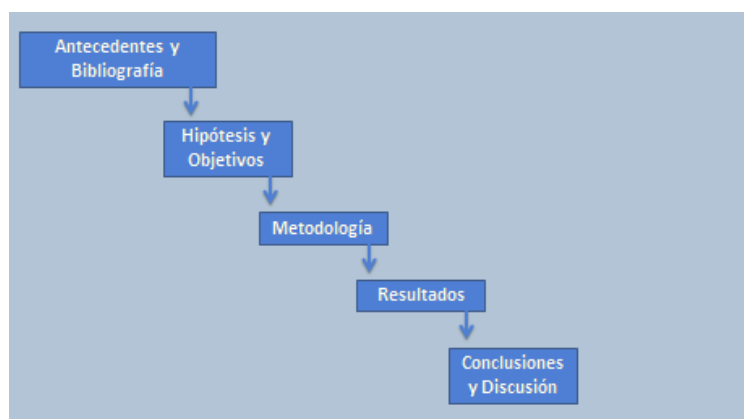 Antecedentes y
Bibliografía
Hipótesis y
Objetivos
Metodología
Resultados
Conclusiones
y Discusión